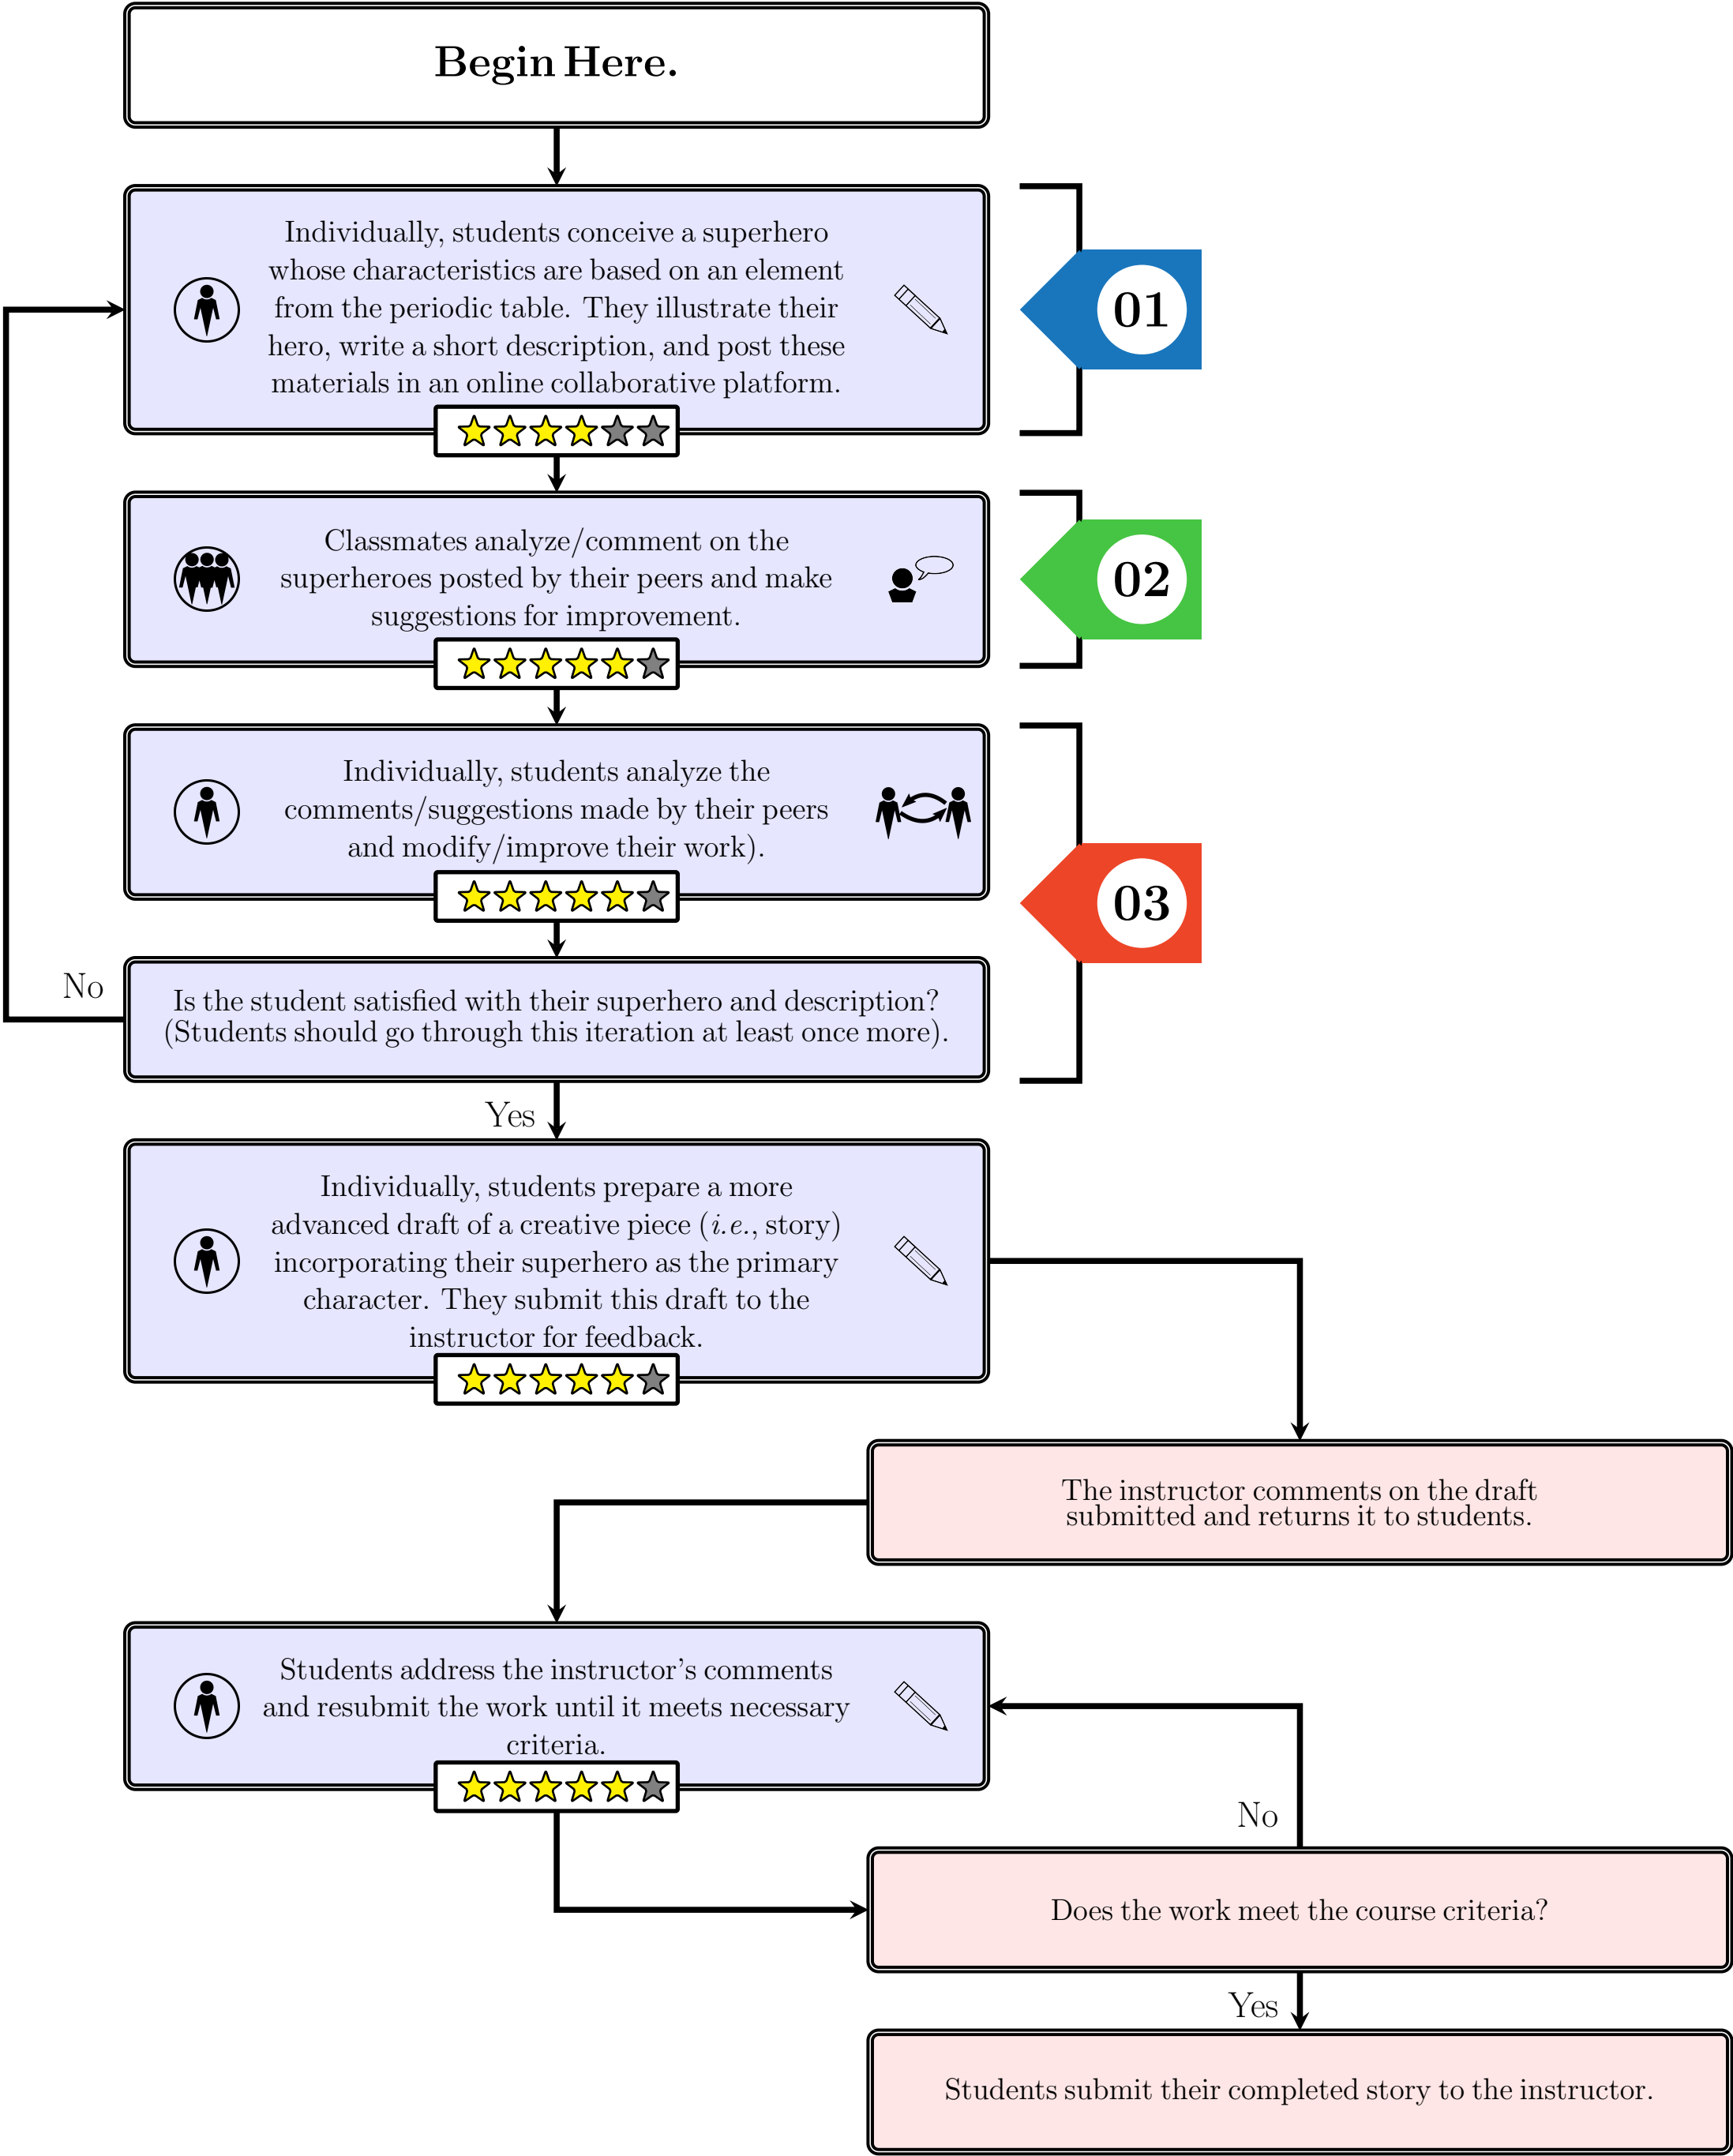 Begin Here.
Individually, students conceive a superhero
whose characteristics are based on an element
from the periodic table. They illustrate their
hero, write a short description, and post these
materials in an online collaborative platform.
01
Classmates analyze/comment on the
superheroes posted by their peers and make
suggestions for improvement.
02
Individually, students analyze the
comments/suggestions made by their peers
and modify/improve their work).
03
No
Is the student satisfied with their superhero and description?
(Students should go through this iteration at least once more).
Yes
Individually, students prepare a more
advanced draft of a creative piece (i.e., story)
incorporating their superhero as the primary
character. They submit this draft to the
instructor for feedback.
The instructor comments on the draft
submitted and returns it to students.
Students address the instructor's comments
and resubmit the work until it meets necessary
criteria.
No
Does the work meet the course criteria?
Yes
Students submit their completed story to the instructor.